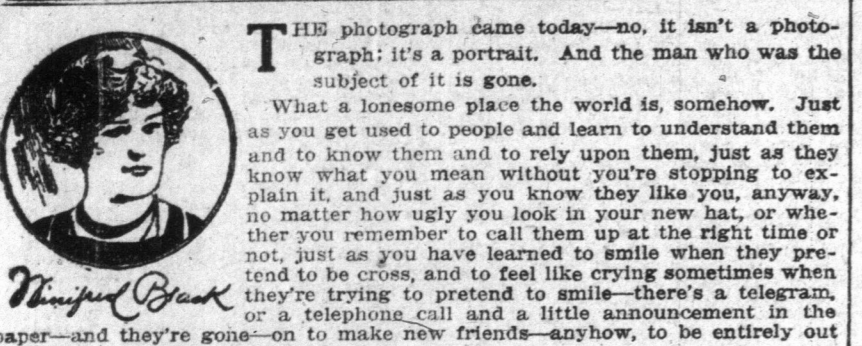 THE photograph came today—no, it isn't a photo-
graph; it's a portrait. And the man who was the
subject of it is gone.
What a lonesome place the world is, somehow. Just
as you get used to people and learn to understand them
and to know them and to rely upon them, just as they
know what you mean without you're stopping to ex-
plain it, and just as you know they like you, anyway,
no matter how ugly you look in your new hat, or whe-
ther you remember to call them up at the right time or
not, just as you have learned to smile when they pre-
tend to be cross, and to feel like crying sometimes when
they're trying to pretend to smile—there's a telegram,
or a telephone call and a little announcement in the
paper—and they're gone—on to make new friends—anyhow, to be entirely out
Winifred Black